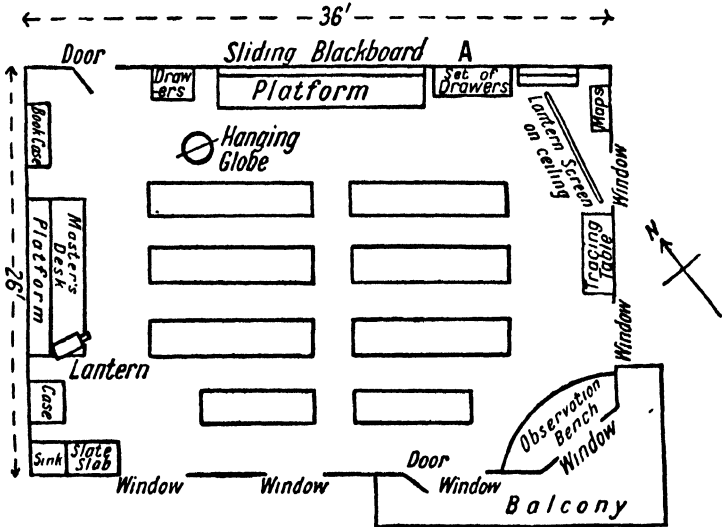 36'
Door
Sliding Blackboard A
Draw
-ers
Platform
Set of
Drawers
Maps
Book Case
Lantern Screen
on ceiling
Hanging
Globe
Window
N
Platform
Master's
Desk
26'
Tracing
Table
Window
Lantern
Case
Observation
Bench
Sink
Slate
Slab
Window
Window
Door
Window
Window
Balcony